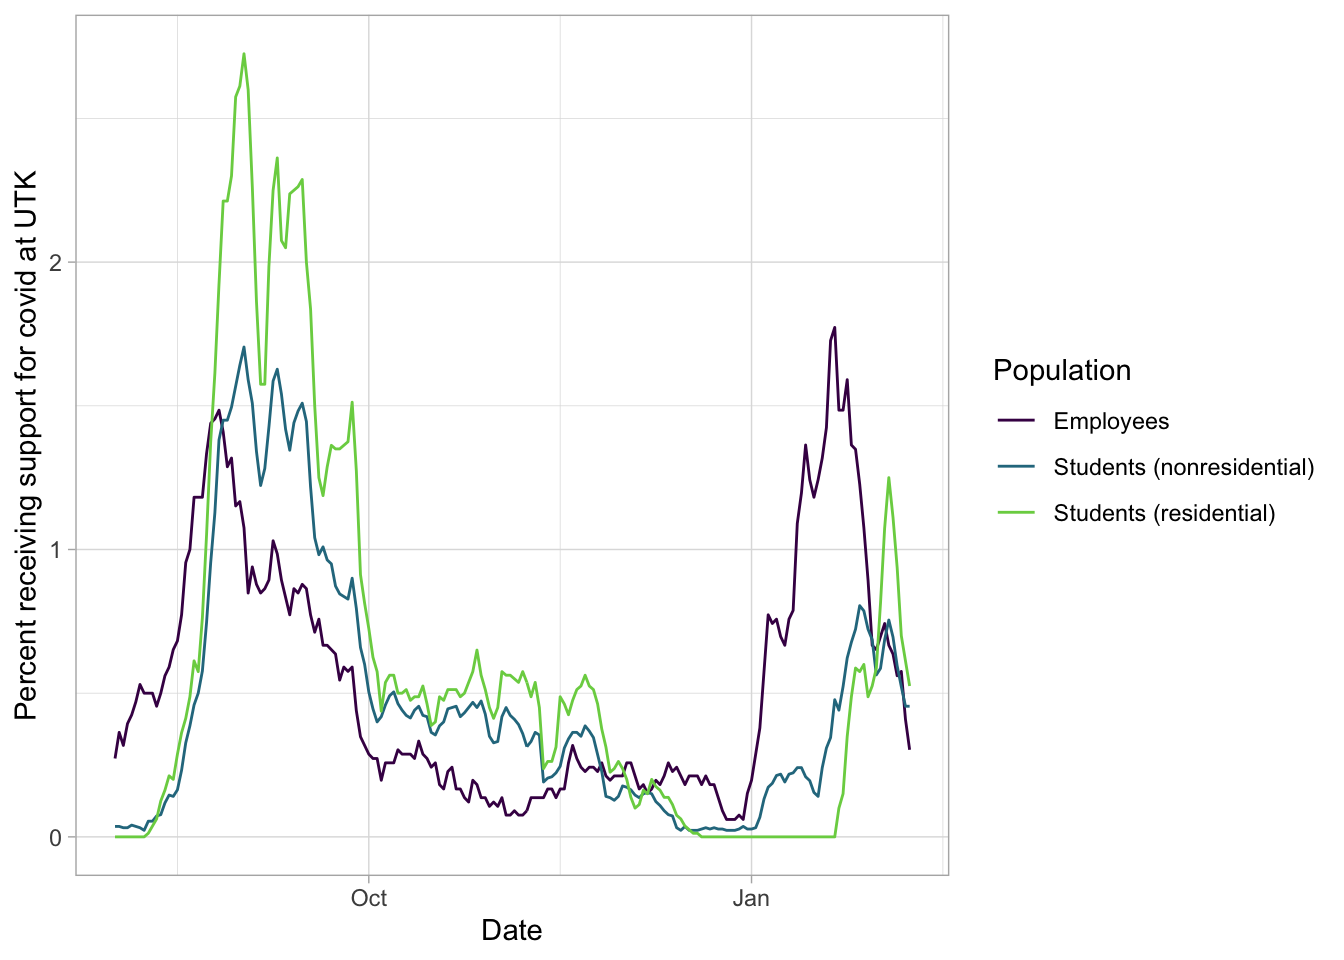 Percent receiving support for covid at UTK
2
1
0
Oct
Jan
Date
Population
Employees
Students (nonresidential)
Students (residential)